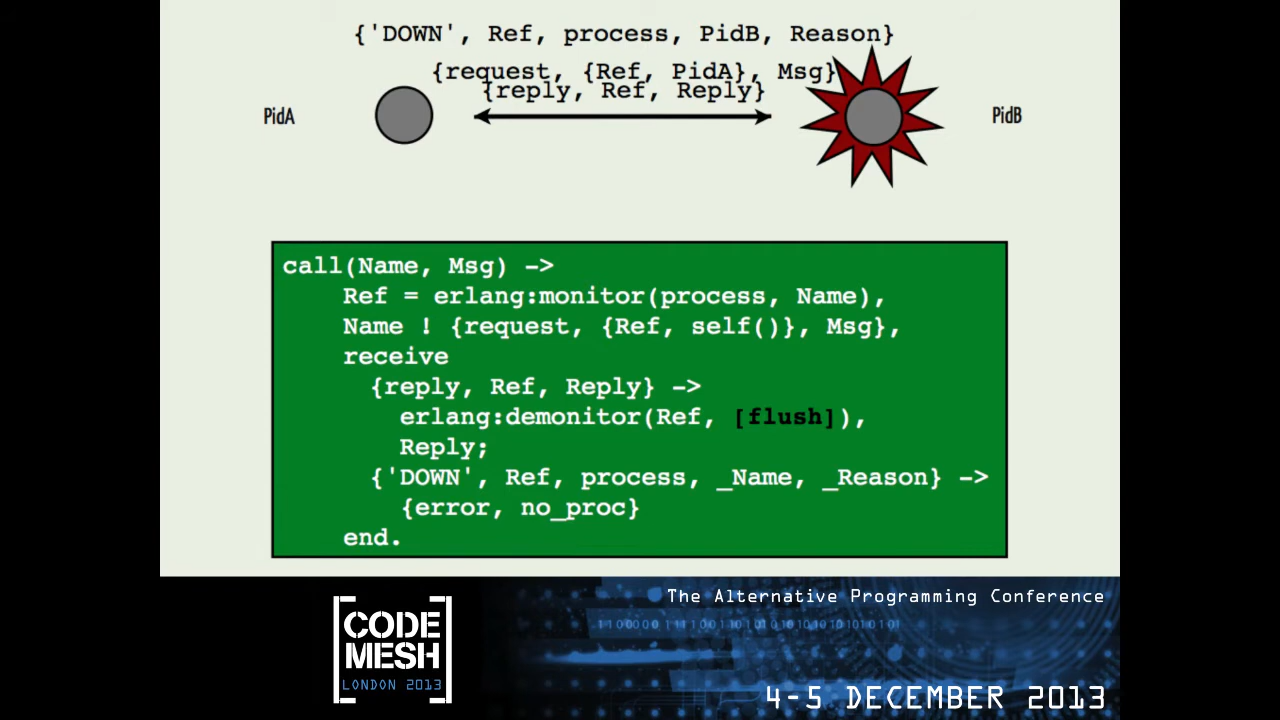 {'DOWN', Ref, process, PidB, Reason}
{request, {Ref, PidA}, Msg}
{reply, Ref, Reply}
PidA
PidB
call(Name, Msg) ->
Ref = erlang:monitor(process, Name),
Name ! {request, {Ref, self()}, Msg},
receive
{reply, Ref, Reply} ->
erlang:demonitor(Ref, [flush]),
Reply;
{'DOWN', Ref, process, _Name, _Reason} ->
{error, no_proc}
end.
The Alternative Programming Conference
CODE
MESH
LONDON 2013
4-5 DECEMBER 2013